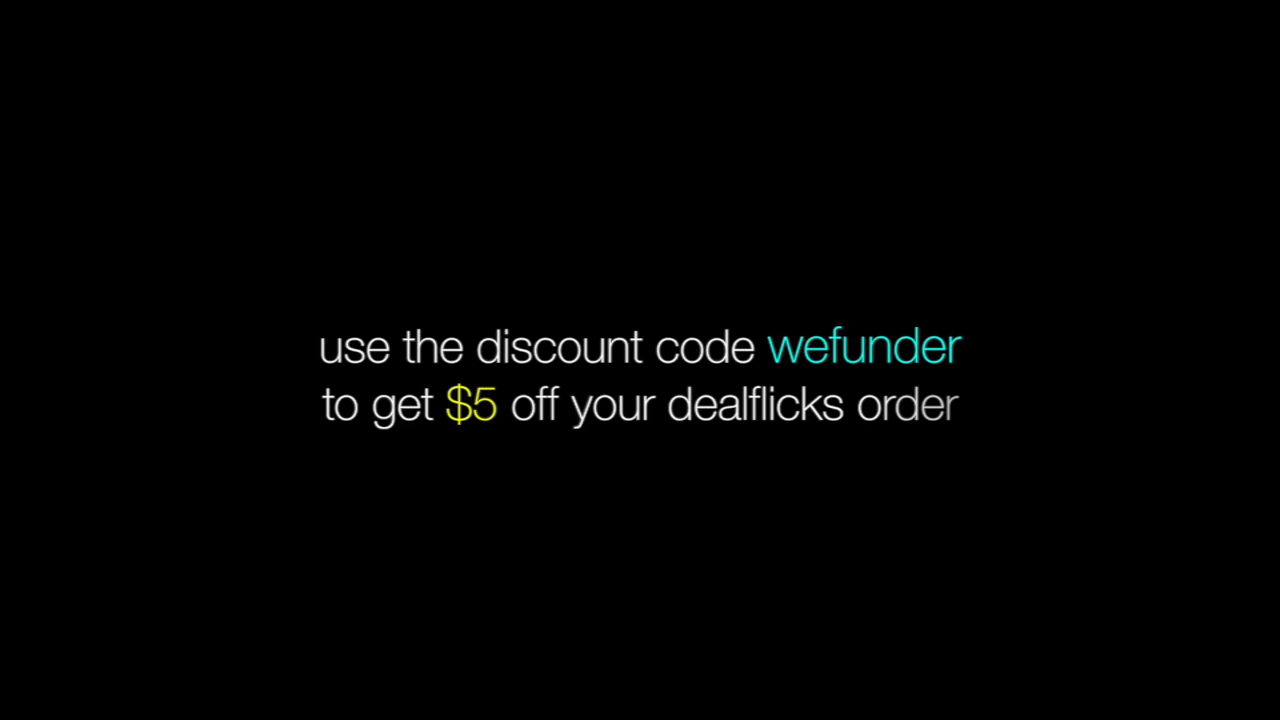 use the discount code wefunder
to get $5 off your dealflicks order